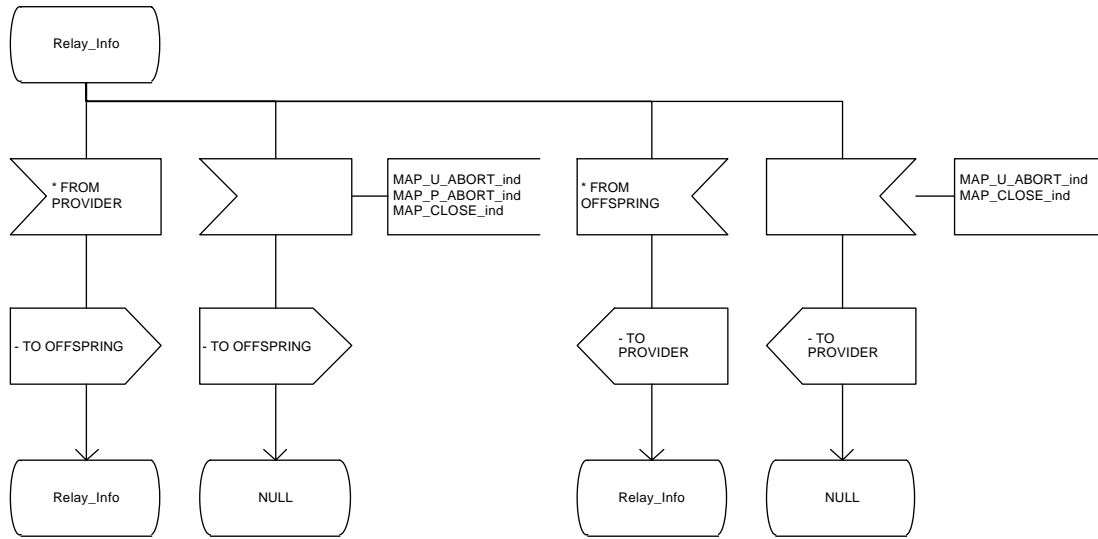 Relay_Info
* FROM
PROVIDER
MAP_U_ABORT_ind
MAP_P_ABORT_ind
MAP_CLOSE_ind
* FROM
OFFSPRING
MAP_U_ABORT_ind
MAP_CLOSE_ind
- TO OFFSPRING
- TO OFFSPRING
- TO
PROVIDER
- TO
PROVIDER
Relay_Info
NULL
Relay_Info
NULL